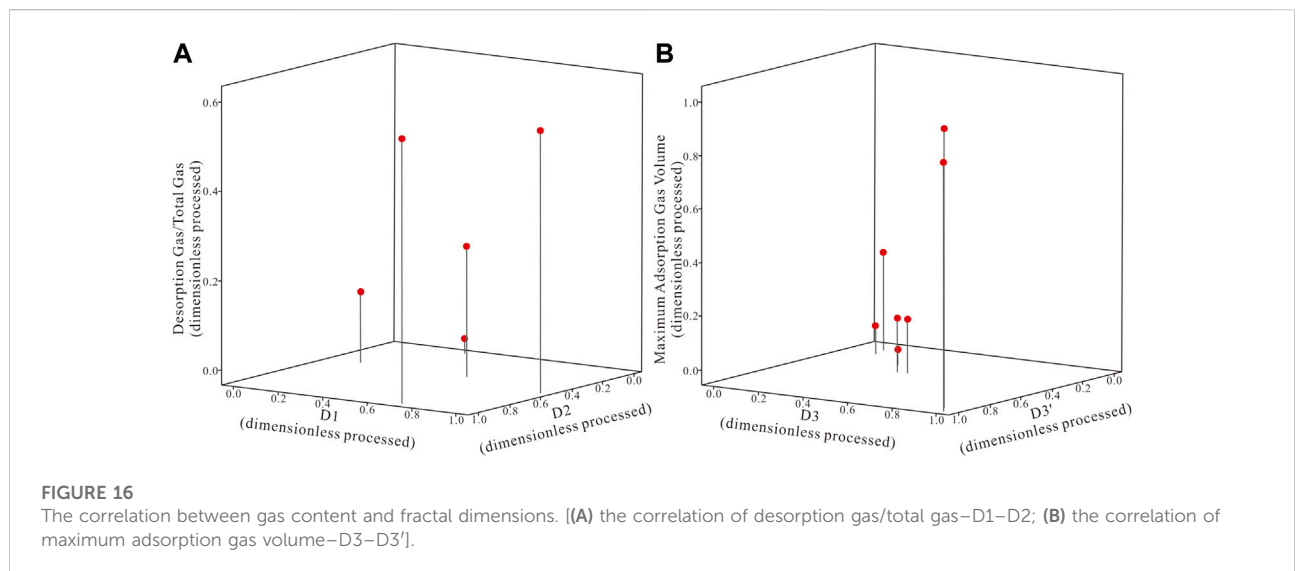 A
B
0.6
0.4
0.2
0.0
Desorption Gas/Total Gas
(dimensionless processed)
0.0
0.2
0.4
0.6
0.8
1.0
D1
(dimensionless processed)
1.0
0.8
0.6
0.4
0.2
0.0
D2
(dimensionless processed)
1.0
0.8
0.6
0.4
0.2
0.0
Maximum Adsorption Gas Volume
(dimensionless processed)
0.0
0.2
0.4
0.6
0.8
1.0
D3
(dimensionless processed)
1.0
0.8
0.6
0.4
0.2
0.0
D3'
(dimensionless processed)
FIGURE 16
The correlation between gas content and fractal dimensions. [(A) the correlation of desorption gas/total gas–D1–D2; (B) the correlation of
maximum adsorption gas volume–D3–D3′].